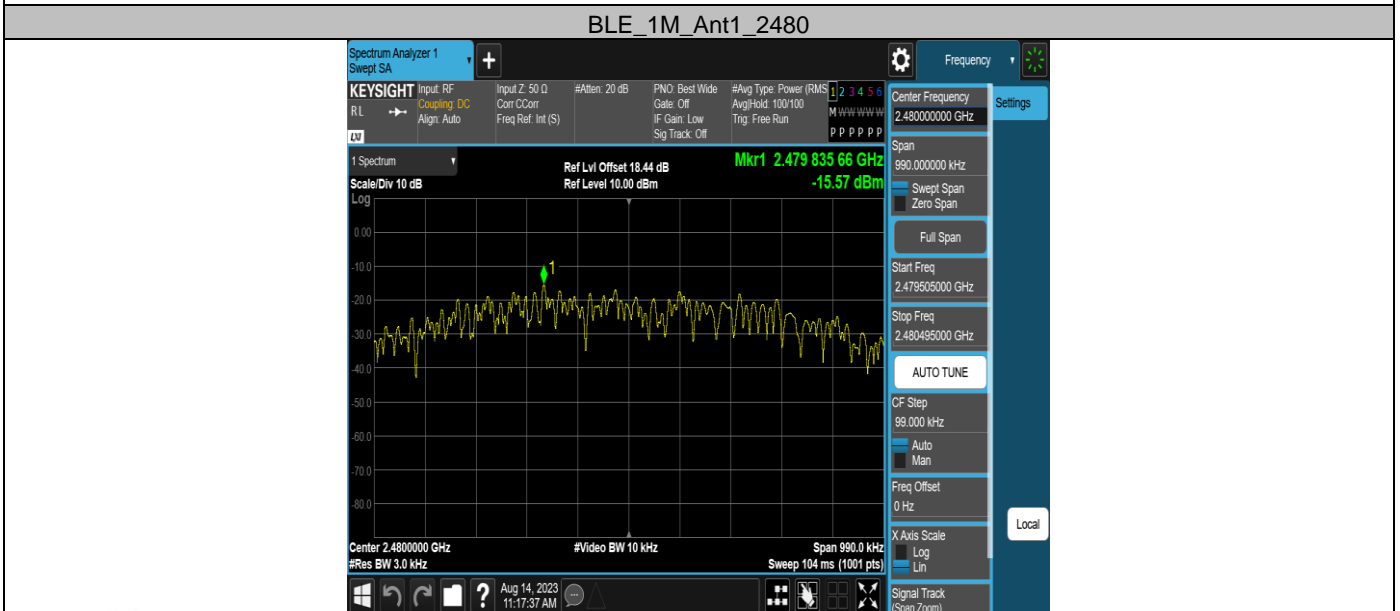 BLE_1M_Ant1_2480
Spectrum Analyzer 1
Swept SA
+
Frequency
KEYSIGHT
RL
LXI
Input: RF
Coupling: DC
Align: Auto
Input Z: 50 Ω
Corr CCorr
Freq Ref: Int (S)
#Atten: 20 dB
PNO: Best Wide
Gate: Off
IF Gain: Low
Sig Track: Off
#Avg Type: Power (RMS
Avg|Hold: 100/100
Trig: Free Run
1 2 3 4 5 6
M W W W W W
P P P P P P
1 Spectrum
Scale/Div 10 dB
Log
Ref Lvl Offset 18.44 dB
Ref Level 10.00 dBm
Mkr1 2.479 835 66 GHz
-15.57 dBm
0.00
-10.0
1
-20.0
-30.0
-40.0
-50.0
-60.0
-70.0
-80.0
Center 2.4800000 GHz
#Res BW 3.0 kHz
#Video BW 10 kHz
Span 990.0 kHz
Sweep 104 ms (1001 pts)
?
Aug 14, 2023
11:17:37 AM
Center Frequency
2.480000000 GHz
Span
990.000000 kHz
Swept Span
Zero Span
Full Span
Start Freq
2.479505000 GHz
Stop Freq
2.480495000 GHz
AUTO TUNE
CF Step
99.000 kHz
Auto
Man
Freq Offset
0 Hz
X Axis Scale
Log
Lin
Signal Track
(Span Zoom)
Settings
Local